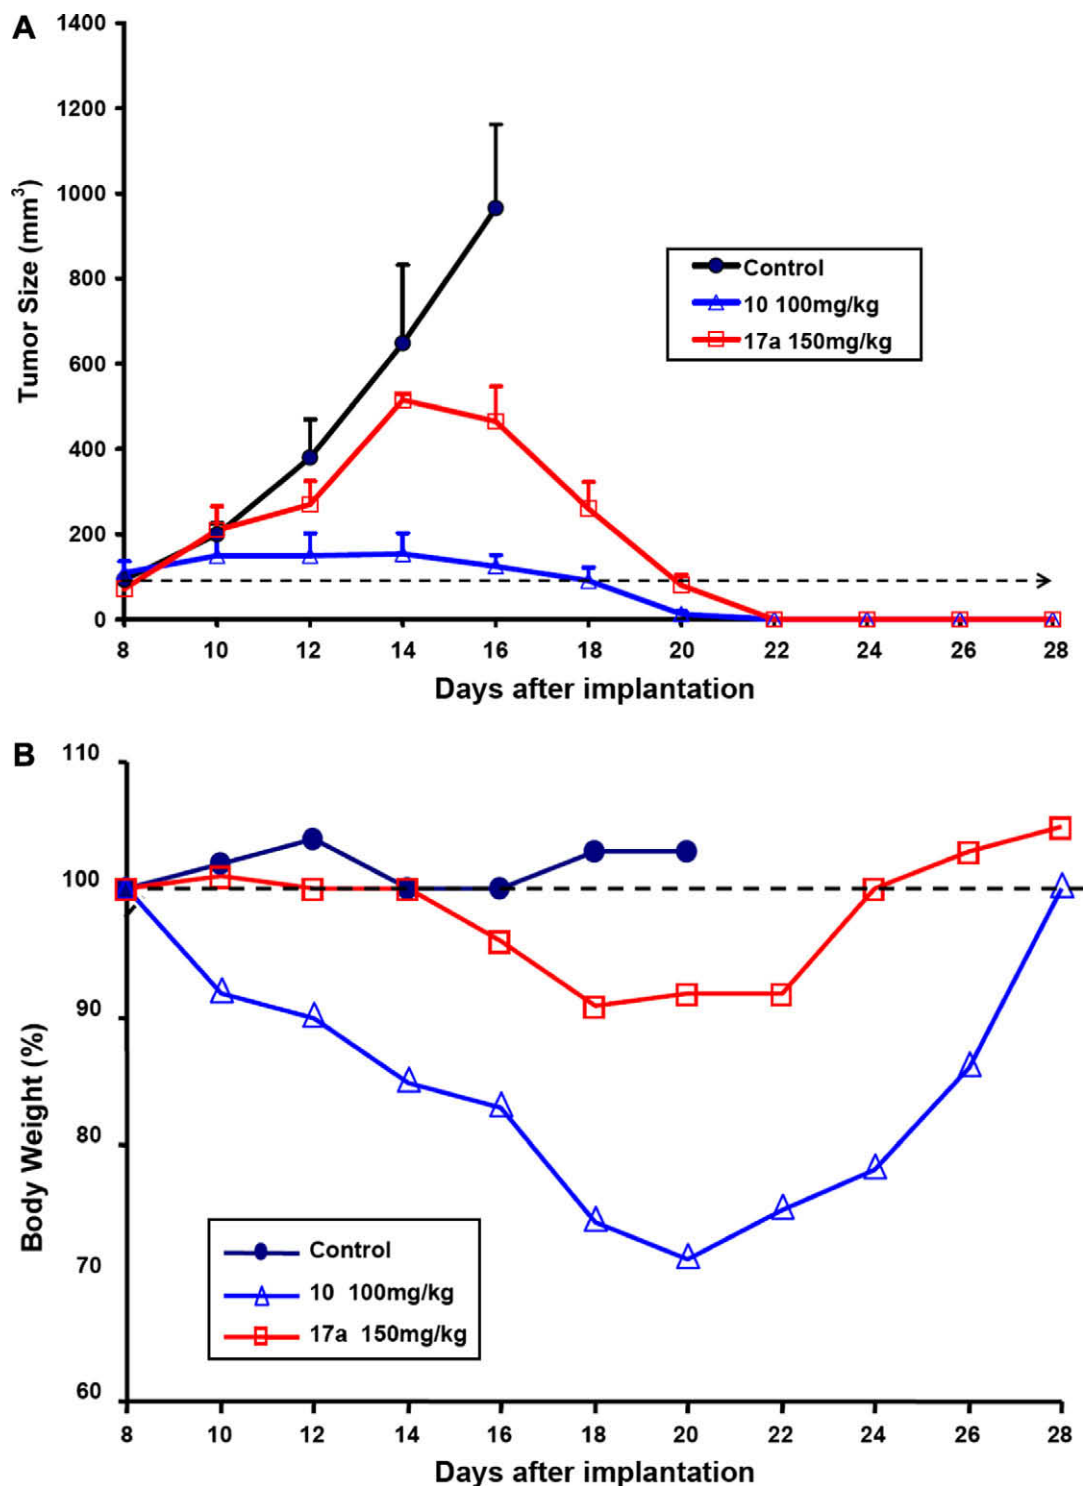 A
1400
1200
1000
800
600
400
200
0
Tumor Size (mm³)
Control
10 100mg/kg
17a 150mg/kg
8 10 12 14 16 18 20 22 24 26 28
Days after implantation
B
110
100
90
80
70
60
Body Weight (%)
Control
10 100mg/kg
17a 150mg/kg
8 10 12 14 16 18 20 22 24 26 28
Days after implantation